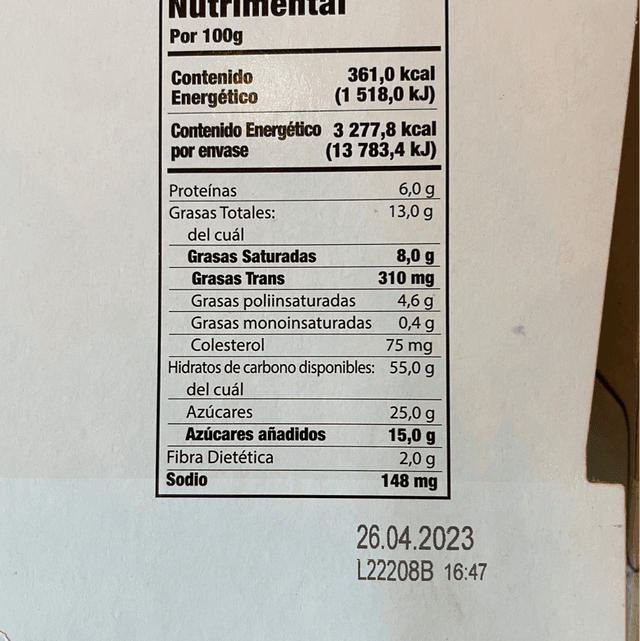 Nutrimental
Por 100g
Contenido 361,0 kcal
Energético (1 518,0 kJ)
Contenido Energético 3 277,8 kcal
por envase (13 783,4 kJ)
Proteínas 6,0 g
Grasas Totales: 13,0 g
del cuál
Grasas Saturadas 8,0 g
Grasas Trans 310 mg
Grasas poliinsaturadas 4,6 g
Grasas monoinsaturadas 0,4 g
Colesterol 75 mg
Hidratos de carbono disponibles: 55,0 g
del cuál
Azúcares 25,0 g
Azúcares añadidos 15,0 g
Fibra Dietética 2,0 g
Sodio 148 mg
26.04.2023
L22208B 16:47